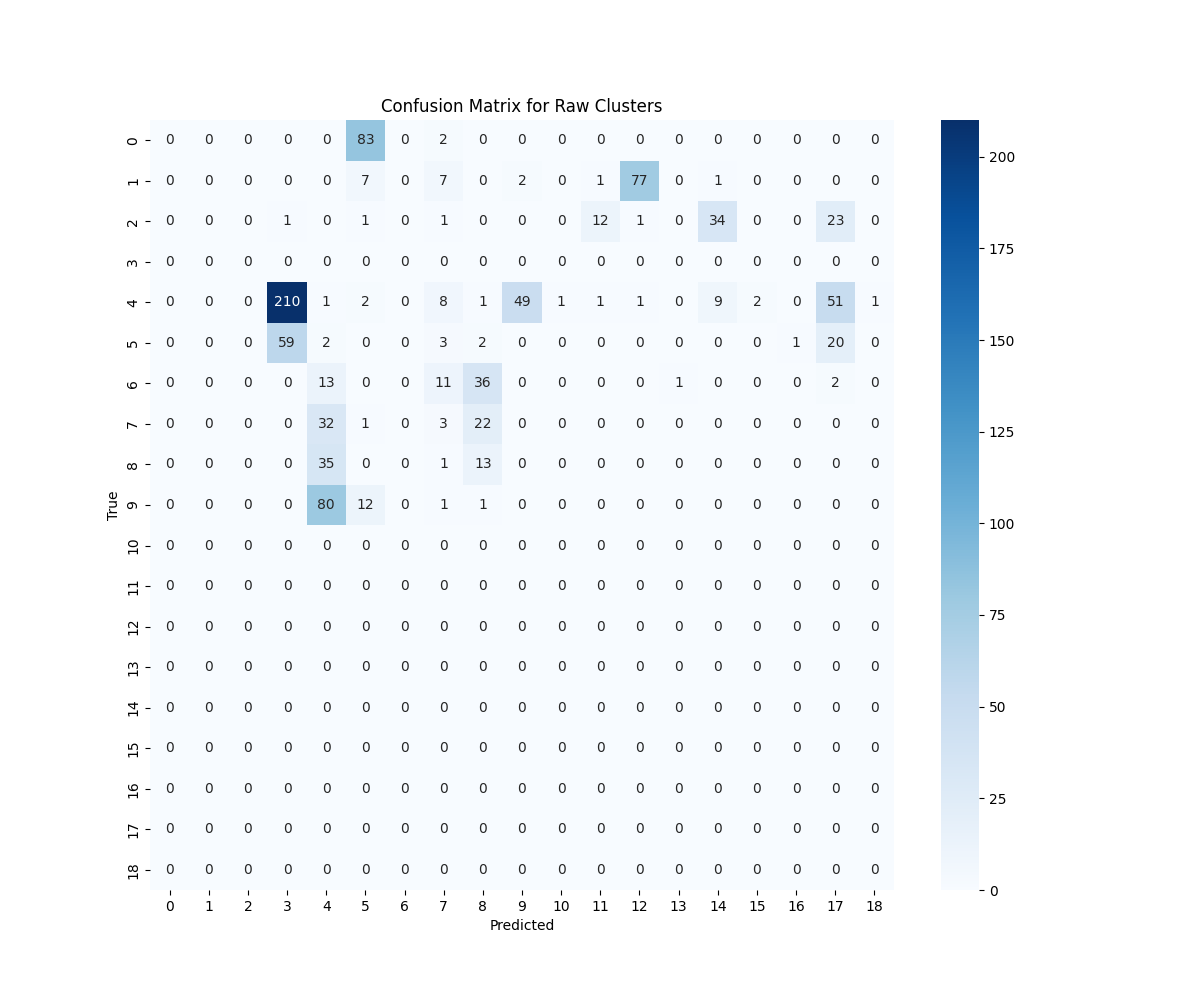 Confusion Matrix for Raw Clusters
0 0 0 0 0 0 83 0 2 0 0 0 0 0 0 0 0 0 0 0
1 0 0 0 0 0 7 0 7 0 2 0 1 77 0 1 0 0 0 0
2 0 0 0 1 0 1 0 1 0 0 0 12 1 0 34 0 0 23 0
3 0 0 0 0 0 0 0 0 0 0 0 0 0 0 0 0 0 0 0
4 0 0 0 210 1 2 0 8 1 49 1 1 1 0 9 2 0 51 1
5 0 0 0 59 2 0 0 3 2 0 0 0 0 0 0 0 1 20 0
6 0 0 0 0 13 0 0 11 36 0 0 0 0 1 0 0 0 2 0
7 0 0 0 0 32 1 0 3 22 0 0 0 0 0 0 0 0 0 0
8 0 0 0 0 35 0 0 1 13 0 0 0 0 0 0 0 0 0 0
9 0 0 0 0 80 12 0 1 1 0 0 0 0 0 0 0 0 0 0
10 0 0 0 0 0 0 0 0 0 0 0 0 0 0 0 0 0 0 0
11 0 0 0 0 0 0 0 0 0 0 0 0 0 0 0 0 0 0 0
12 0 0 0 0 0 0 0 0 0 0 0 0 0 0 0 0 0 0 0
13 0 0 0 0 0 0 0 0 0 0 0 0 0 0 0 0 0 0 0
14 0 0 0 0 0 0 0 0 0 0 0 0 0 0 0 0 0 0 0
15 0 0 0 0 0 0 0 0 0 0 0 0 0 0 0 0 0 0 0
16 0 0 0 0 0 0 0 0 0 0 0 0 0 0 0 0 0 0 0
17 0 0 0 0 0 0 0 0 0 0 0 0 0 0 0 0 0 0 0
18 0 0 0 0 0 0 0 0 0 0 0 0 0 0 0 0 0 0 0
0 1 2 3 4 5 6 7 8 9 10 11 12 13 14 15 16 17 18
Predicted
True
200
175
150
125
100
75
50
25
0